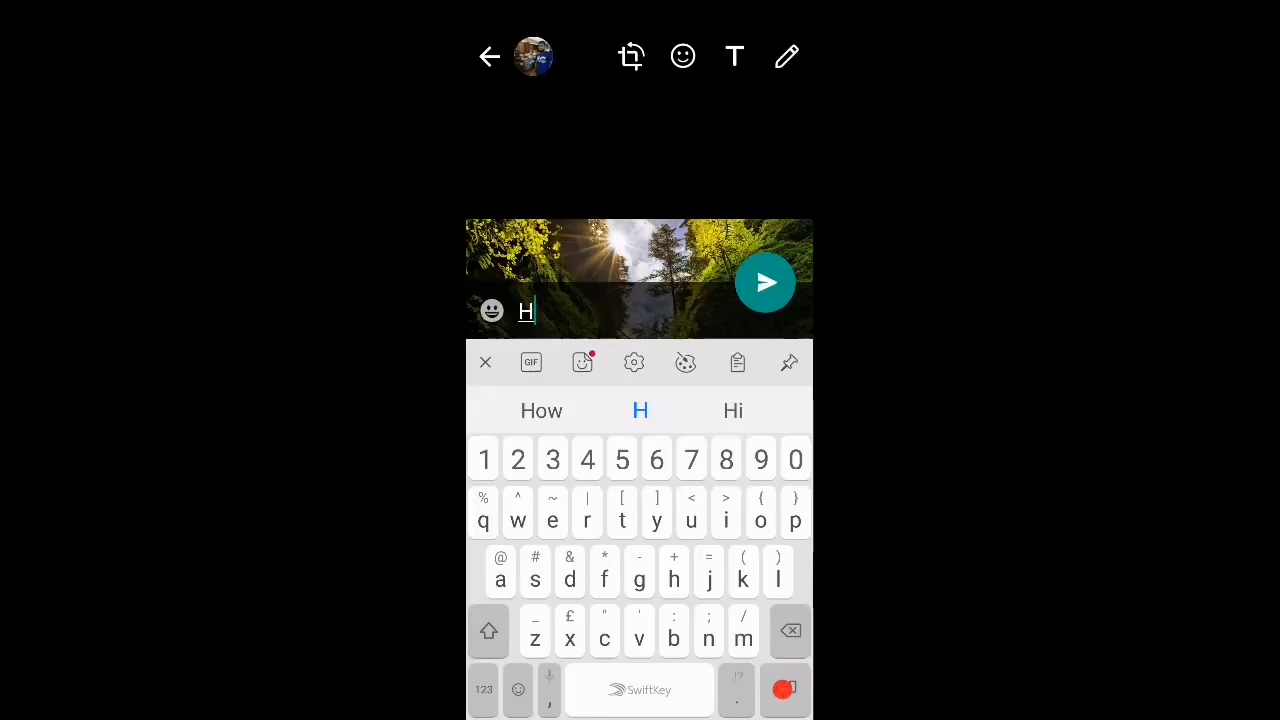 T
H
GIF
How H Hi
1 2 3 4 5 6 7 8 9 0
% ^ ~ | [ ] < > { }
q w e r t y u i o p
@ # & * - + = ( )
a s d f g h j k l
_ £ " ' : ; /
z x c v b n m
,!?
123 , SwiftKey .